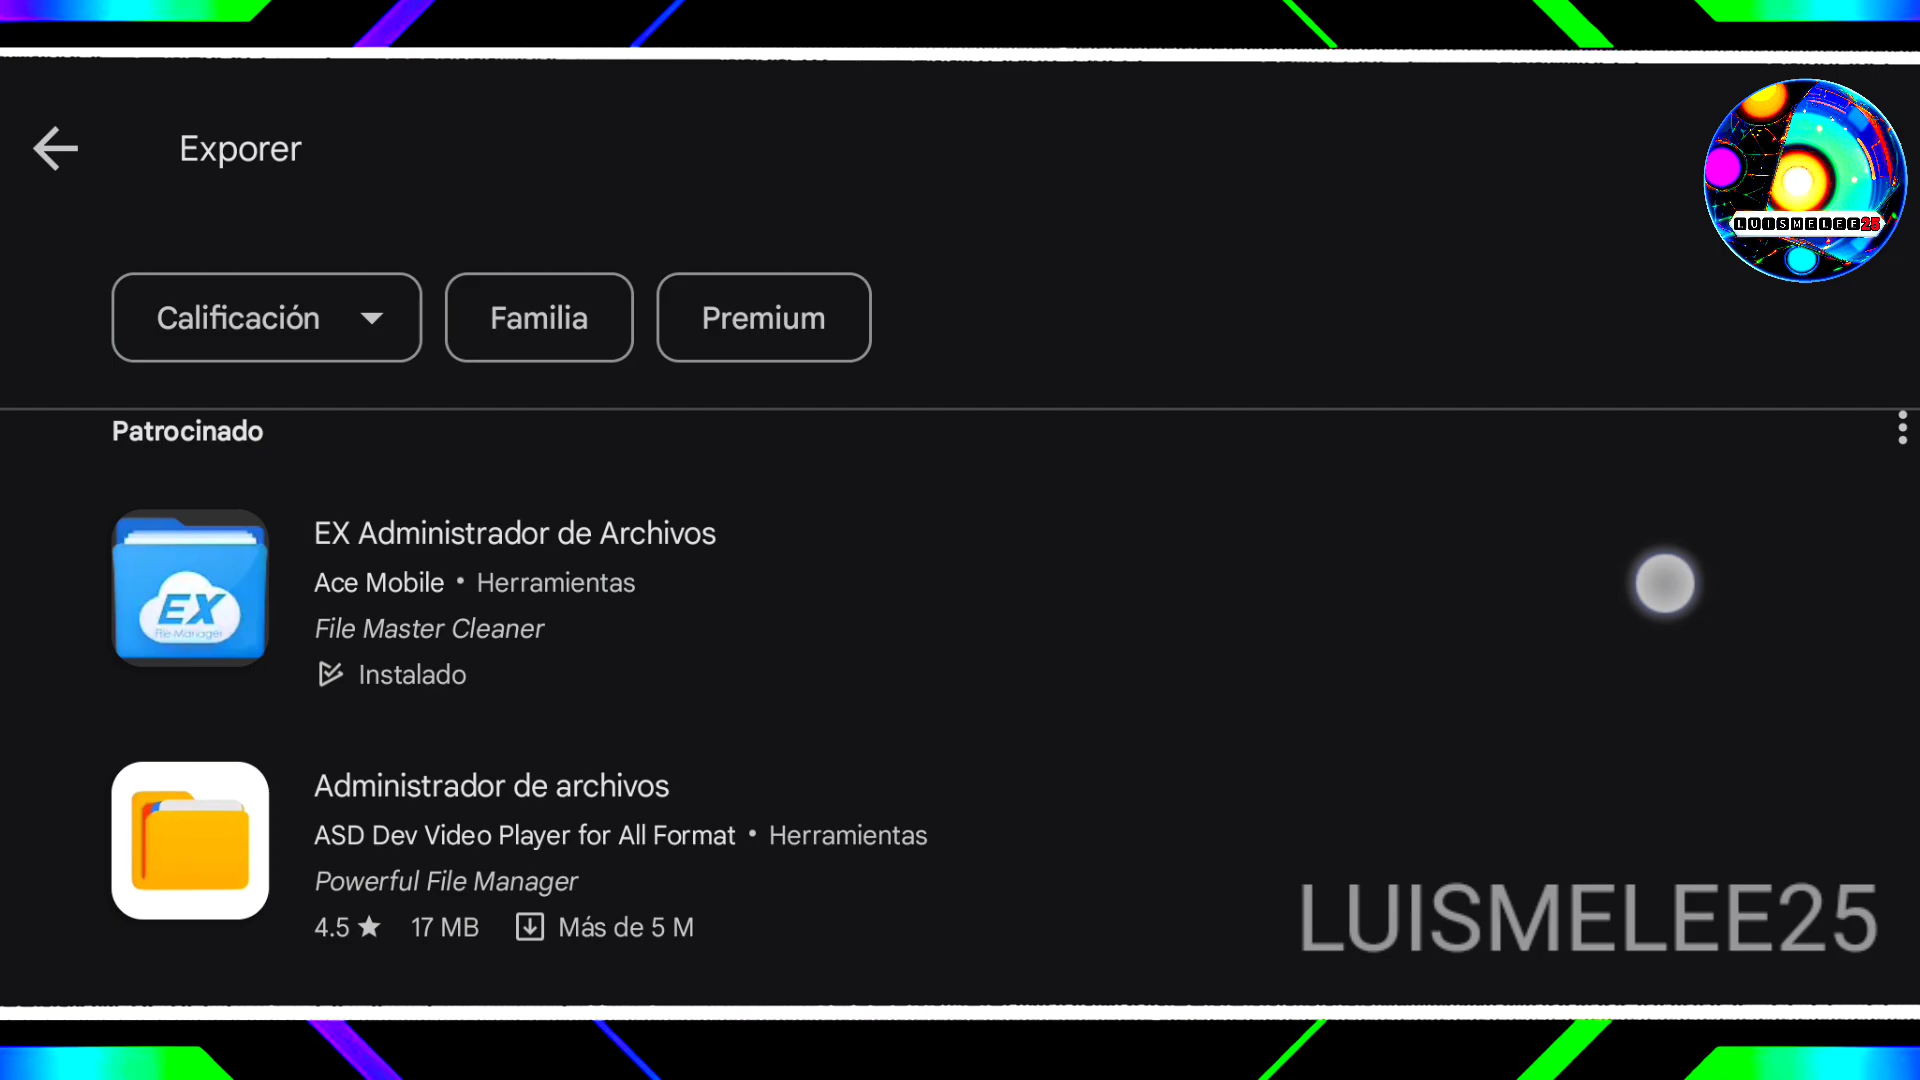 Exporer
LUISMELEE25
Calificación
Familia
Premium
Patrocinado
EX
File Manager
EX Administrador de Archivos
Ace Mobile • Herramientas
File Master Cleaner
Instalado
Administrador de archivos
ASD Dev Video Player for All Format • Herramientas
Powerful File Manager
4.5 ★ 17 MB Más de 5 M
LUISMELEE25